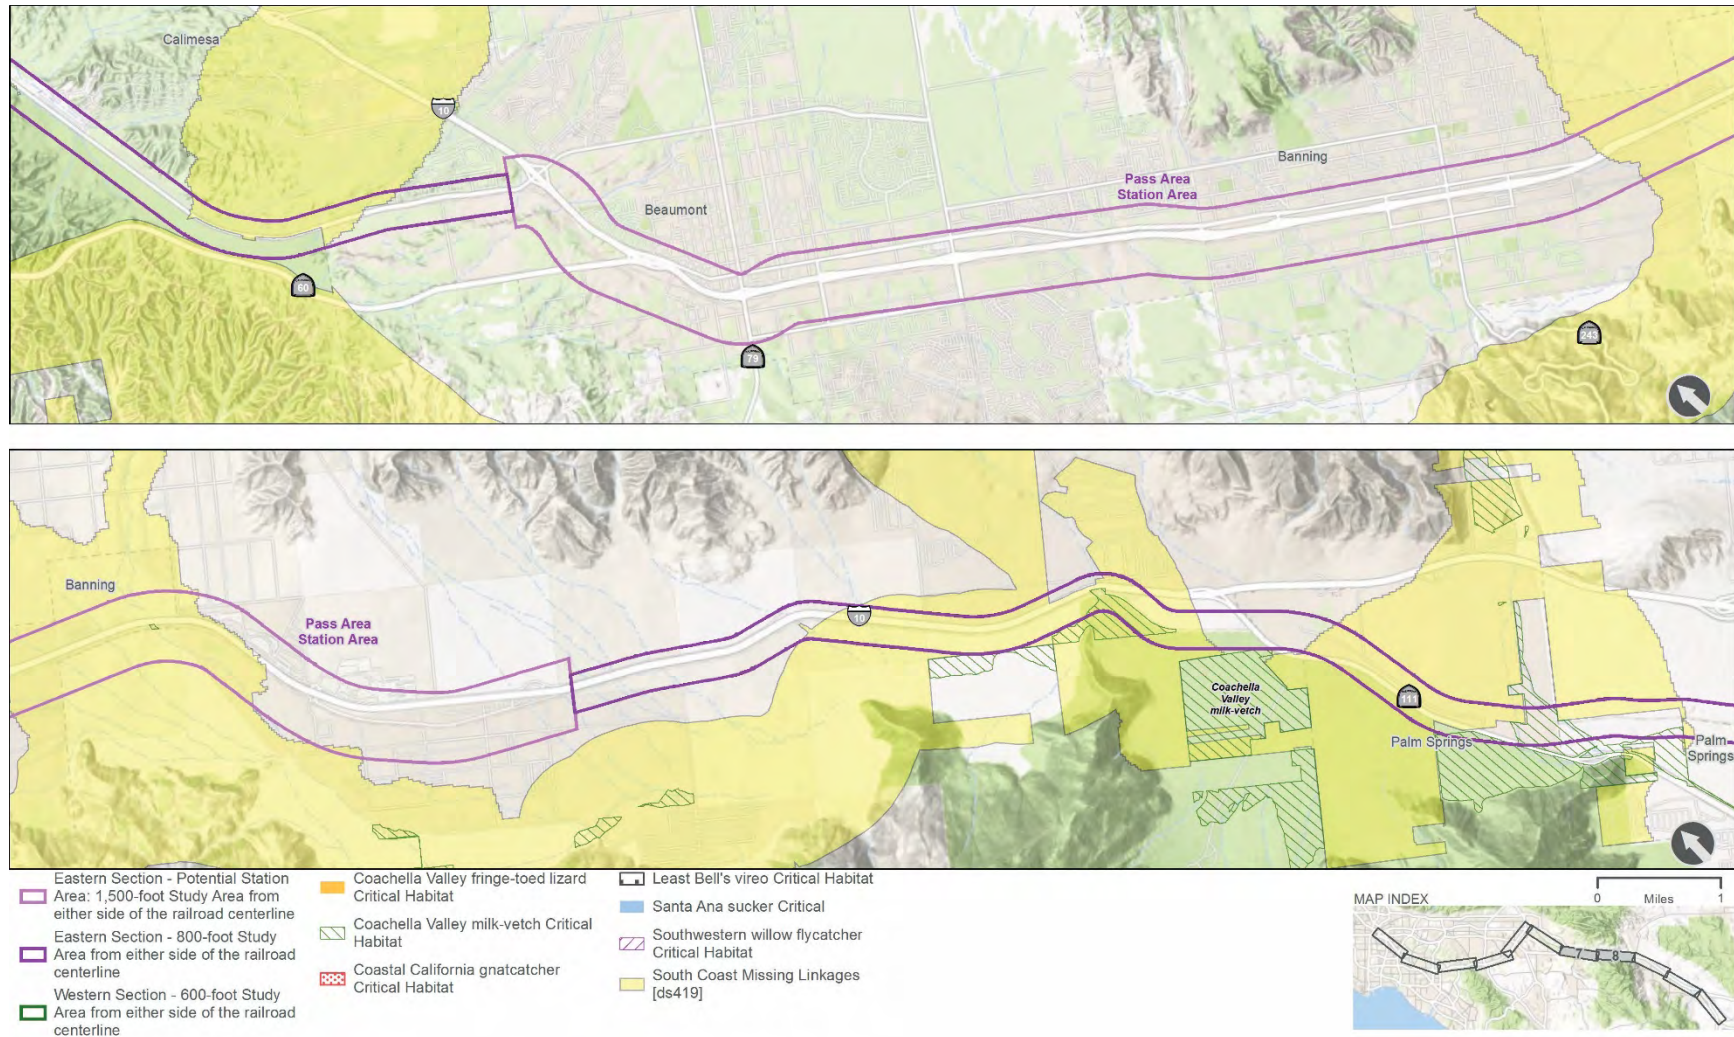 Calimesa
10
Banning
Pass Area
Station Area
Beaumont
60
79
243
Banning
Pass Area
Station Area
10
Coachella
Valley
milk-vetch
111
Palm Springs
Palm
Springs
Eastern Section - Potential Station
Area: 1,500-foot Study Area from
either side of the railroad centerline
Eastern Section - 800-foot Study
Area from either side of the railroad
centerline
Western Section - 600-foot Study
Area from either side of the railroad
centerline
Coachella Valley fringe-toed lizard
Critical Habitat
Coachella Valley milk-vetch Critical
Habitat
Coastal California gnatcatcher
Critical Habitat
Least Bell's vireo Critical Habitat
Santa Ana sucker Critical
Southwestern willow flycatcher
Critical Habitat
South Coast Missing Linkages
[ds419]
0 1
Miles
MAP INDEX
7 8